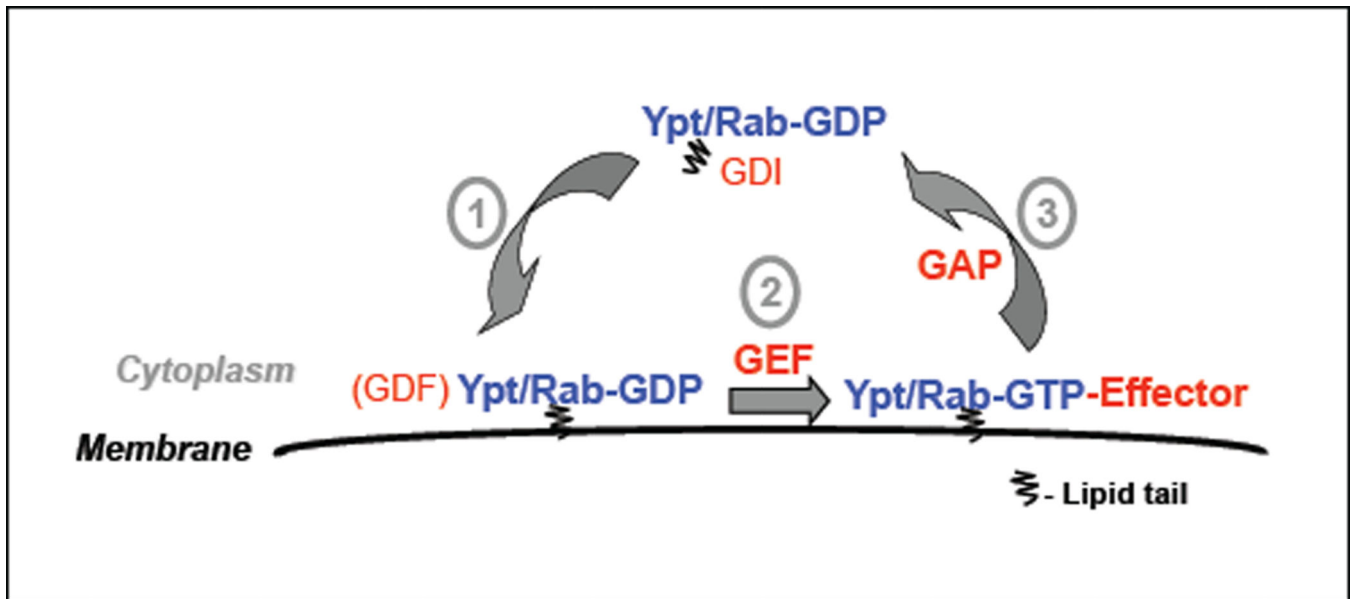 Ypt/Rab-GDP
GDI
1
3
GAP
2
GEF
Cytoplasm
(GDF) Ypt/Rab-GDP
Ypt/Rab-GTP-Effector
Membrane
- Lipid tail